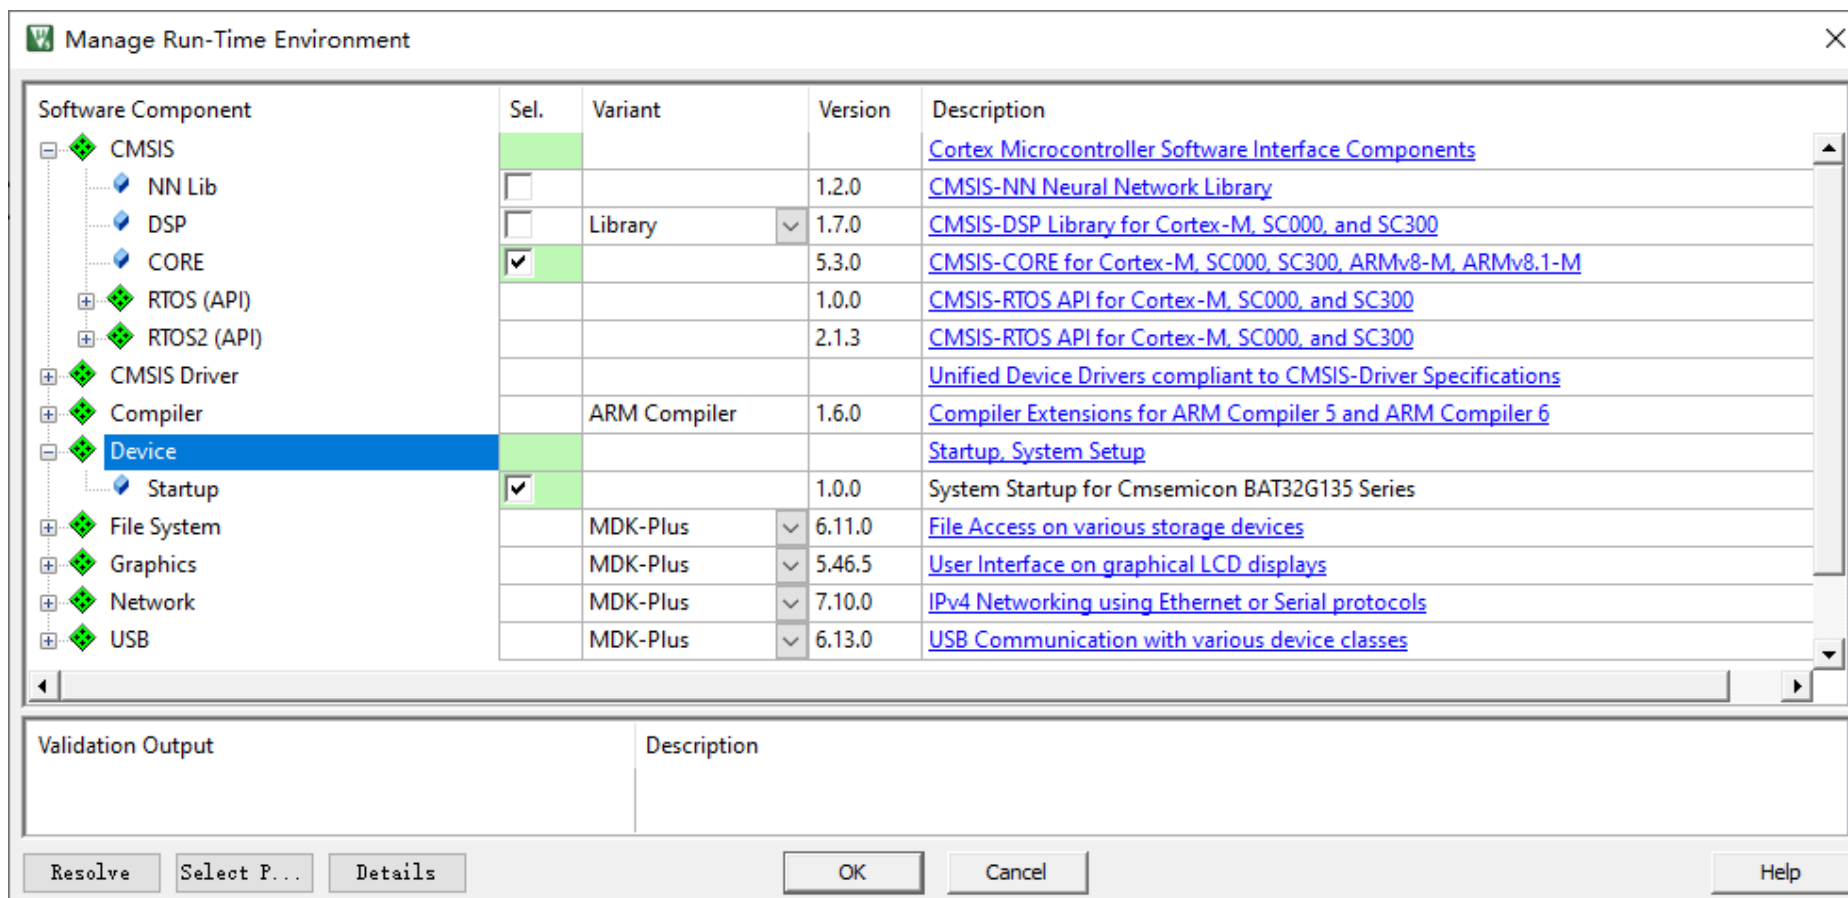 Manage Run-Time Environment
Software Component Sel. Variant Version Description
CMSIS Cortex Microcontroller Software Interface Components
NN Lib 1.2.0 CMSIS-NN Neural Network Library
DSP Library 1.7.0 CMSIS-DSP Library for Cortex-M, SC000, and SC300
CORE 5.3.0 CMSIS-CORE for Cortex-M, SC000, SC300, ARMv8-M, ARMv8.1-M
RTOS (API) 1.0.0 CMSIS-RTOS API for Cortex-M, SC000, and SC300
RTOS2 (API) 2.1.3 CMSIS-RTOS API for Cortex-M, SC000, and SC300
CMSIS Driver Unified Device Drivers compliant to CMSIS-Driver Specifications
Compiler ARM Compiler 1.6.0 Compiler Extensions for ARM Compiler 5 and ARM Compiler 6
Device Startup, System Setup
Startup 1.0.0 System Startup for Cmsemicon BAT32G135 Series
File System MDK-Plus 6.11.0 File Access on various storage devices
Graphics MDK-Plus 5.46.5 User Interface on graphical LCD displays
Network MDK-Plus 7.10.0 IPv4 Networking using Ethernet or Serial protocols
USB MDK-Plus 6.13.0 USB Communication with various device classes
Validation Output Description
Resolve Select P... Details OK Cancel Help